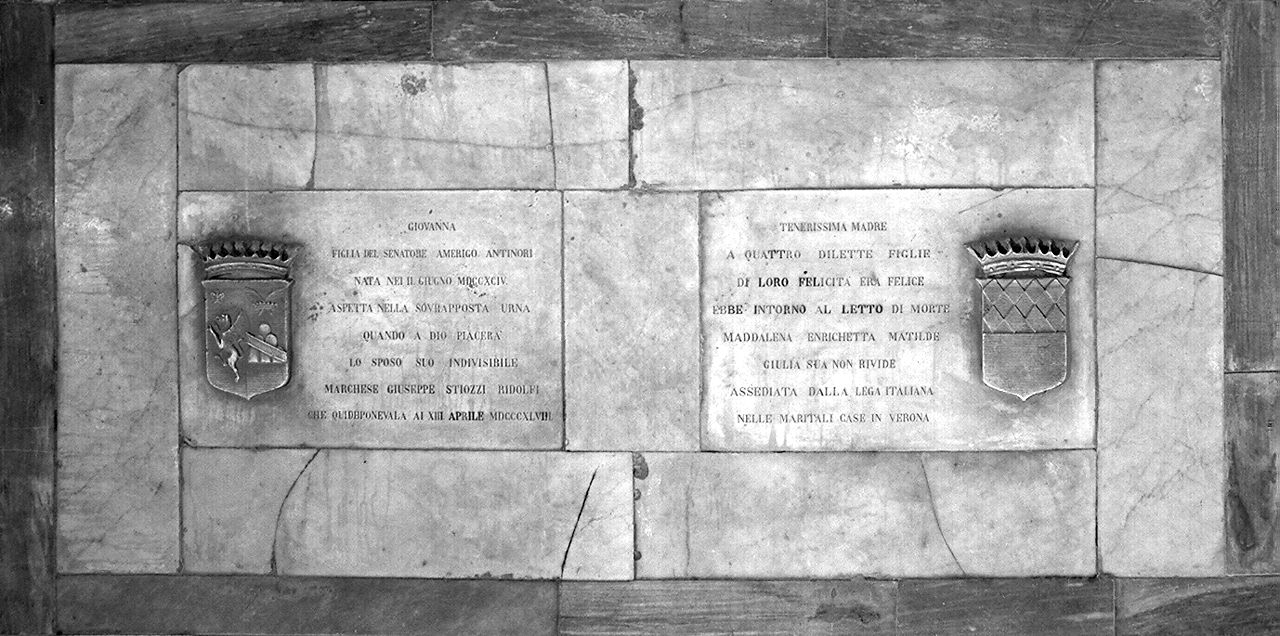 GIOVANNA
FIGLIA DEL SENATORE AMERIGO ANTINORI
NATA NEI II GIUGNO MDCCXCIV.
ASPETTA NELLA SOVRAPPOSTA URNA
QUANDO A DIO PIACERA'
LO SPOSO SUO INDIVISIBILE
MARCHESE GIUSEPPE STIOZZI RIDOLFI
CHE QUI DEPONEVALA AI XIII APRILE MDCCCXLVIII
TENERISSIMA MADRE
A QUATTRO DILETTE FIGLIE
DI LORO FELICITÀ ERA FELICE
EBBE INTORNO AL LETTO DI MORTE
MADDALENA ENRICHETTA MATILDE
GIULIA SUA NON RIVIDE
ASSEDIATA DALLA LEGA ITALIANA
NELLE MARITALI CASE IN VERONA